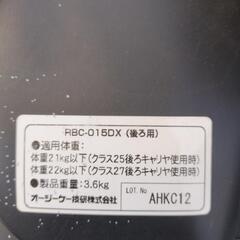 RBC-015DX（後ろ用）
●適用体重：
体重21kg以下（クラス25後ろキャリヤ使用時）
体重22kg以下（クラス27後ろキャリヤ使用時）
●製品重量：3.6kg
オージーケー技研株式会社
LOT. No
AHKC12